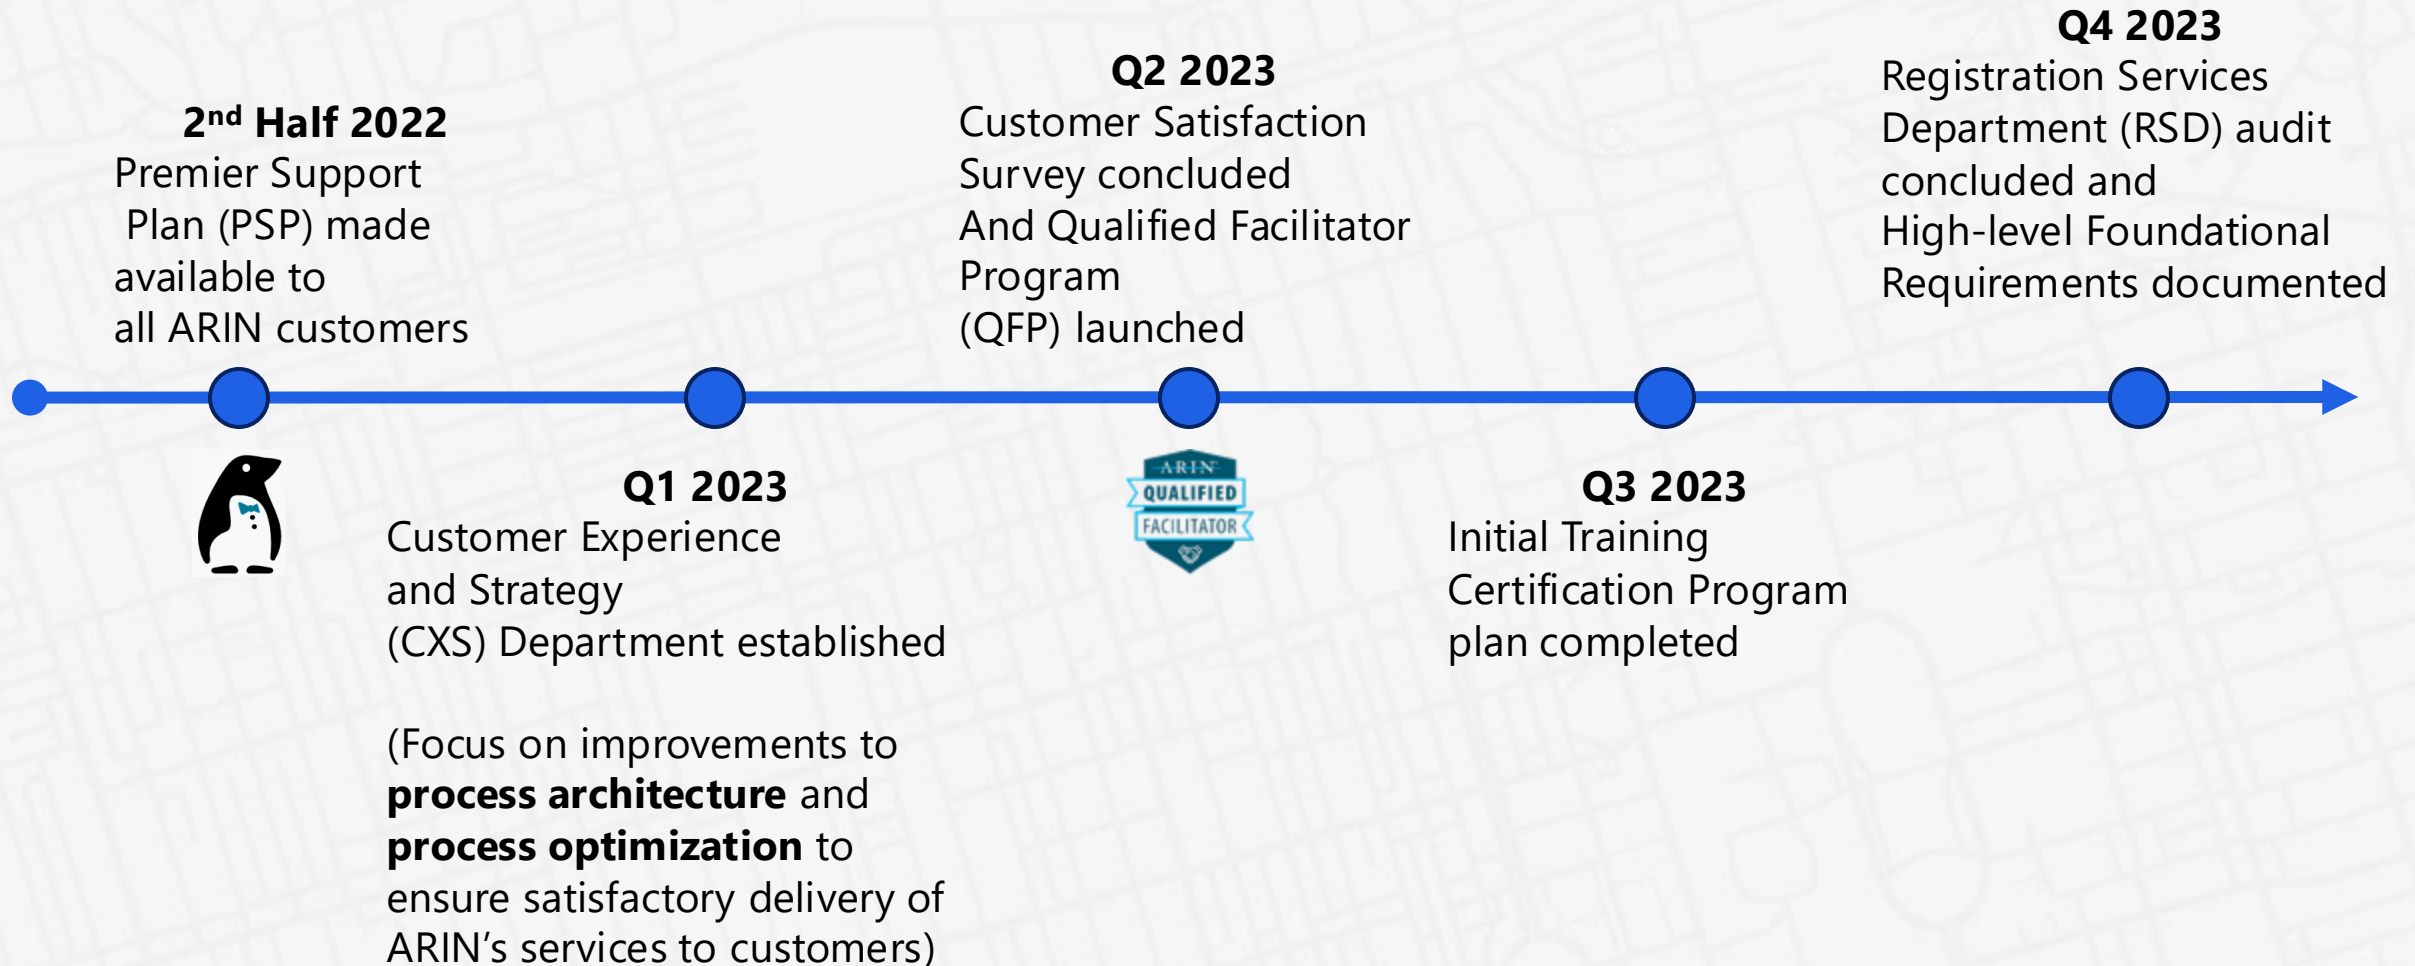 2nd Half 2022
Premier Support
Plan (PSP) made
available to
all ARIN customers
Q1 2023
Customer Experience
and Strategy
(CXS) Department established
(Focus on improvements to
process architecture and
process optimization to
ensure satisfactory delivery of
ARIN’s services to customers)
Q2 2023
Customer Satisfaction
Survey concluded
And Qualified Facilitator
Program
(QFP) launched
ARIN
QUALIFIED
FACILITATOR
Q3 2023
Initial Training
Certification Program
plan completed
Q4 2023
Registration Services
Department (RSD) audit
concluded and
High-level Foundational
Requirements documented